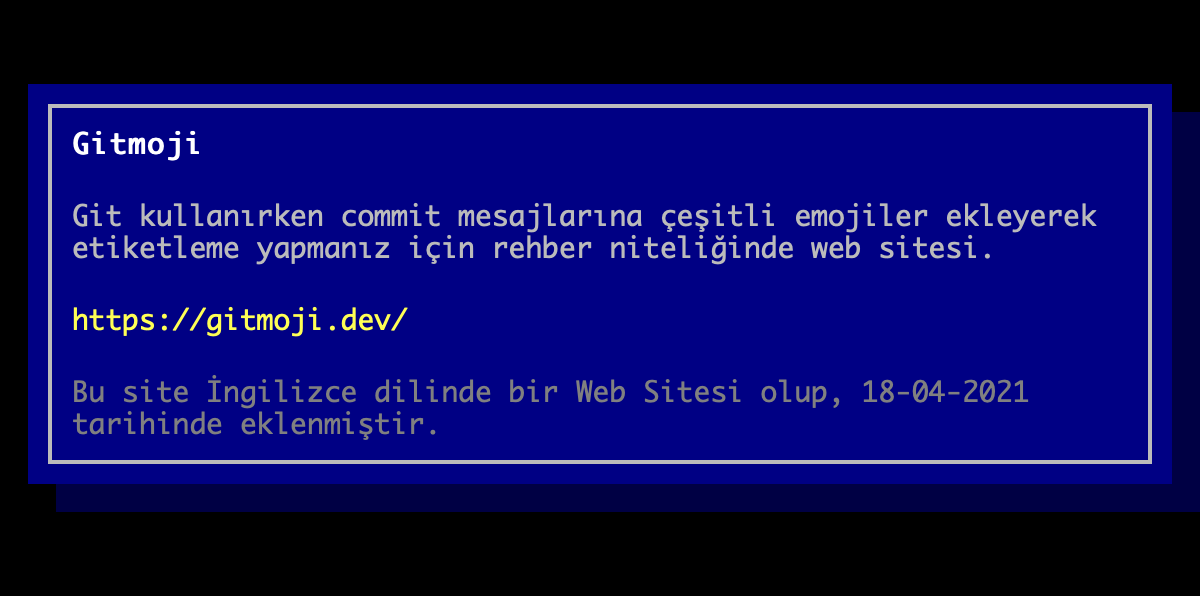 Gitmoji
Git kullanırken commit mesajlarına çeşitli emojiler ekleyerek
etiketleme yapmanız için rehber niteliğinde web sitesi.
https://gitmoji.dev/
Bu site İngilizce dilinde bir Web Sitesi olup, 18-04-2021
tarihinde eklenmiştir.